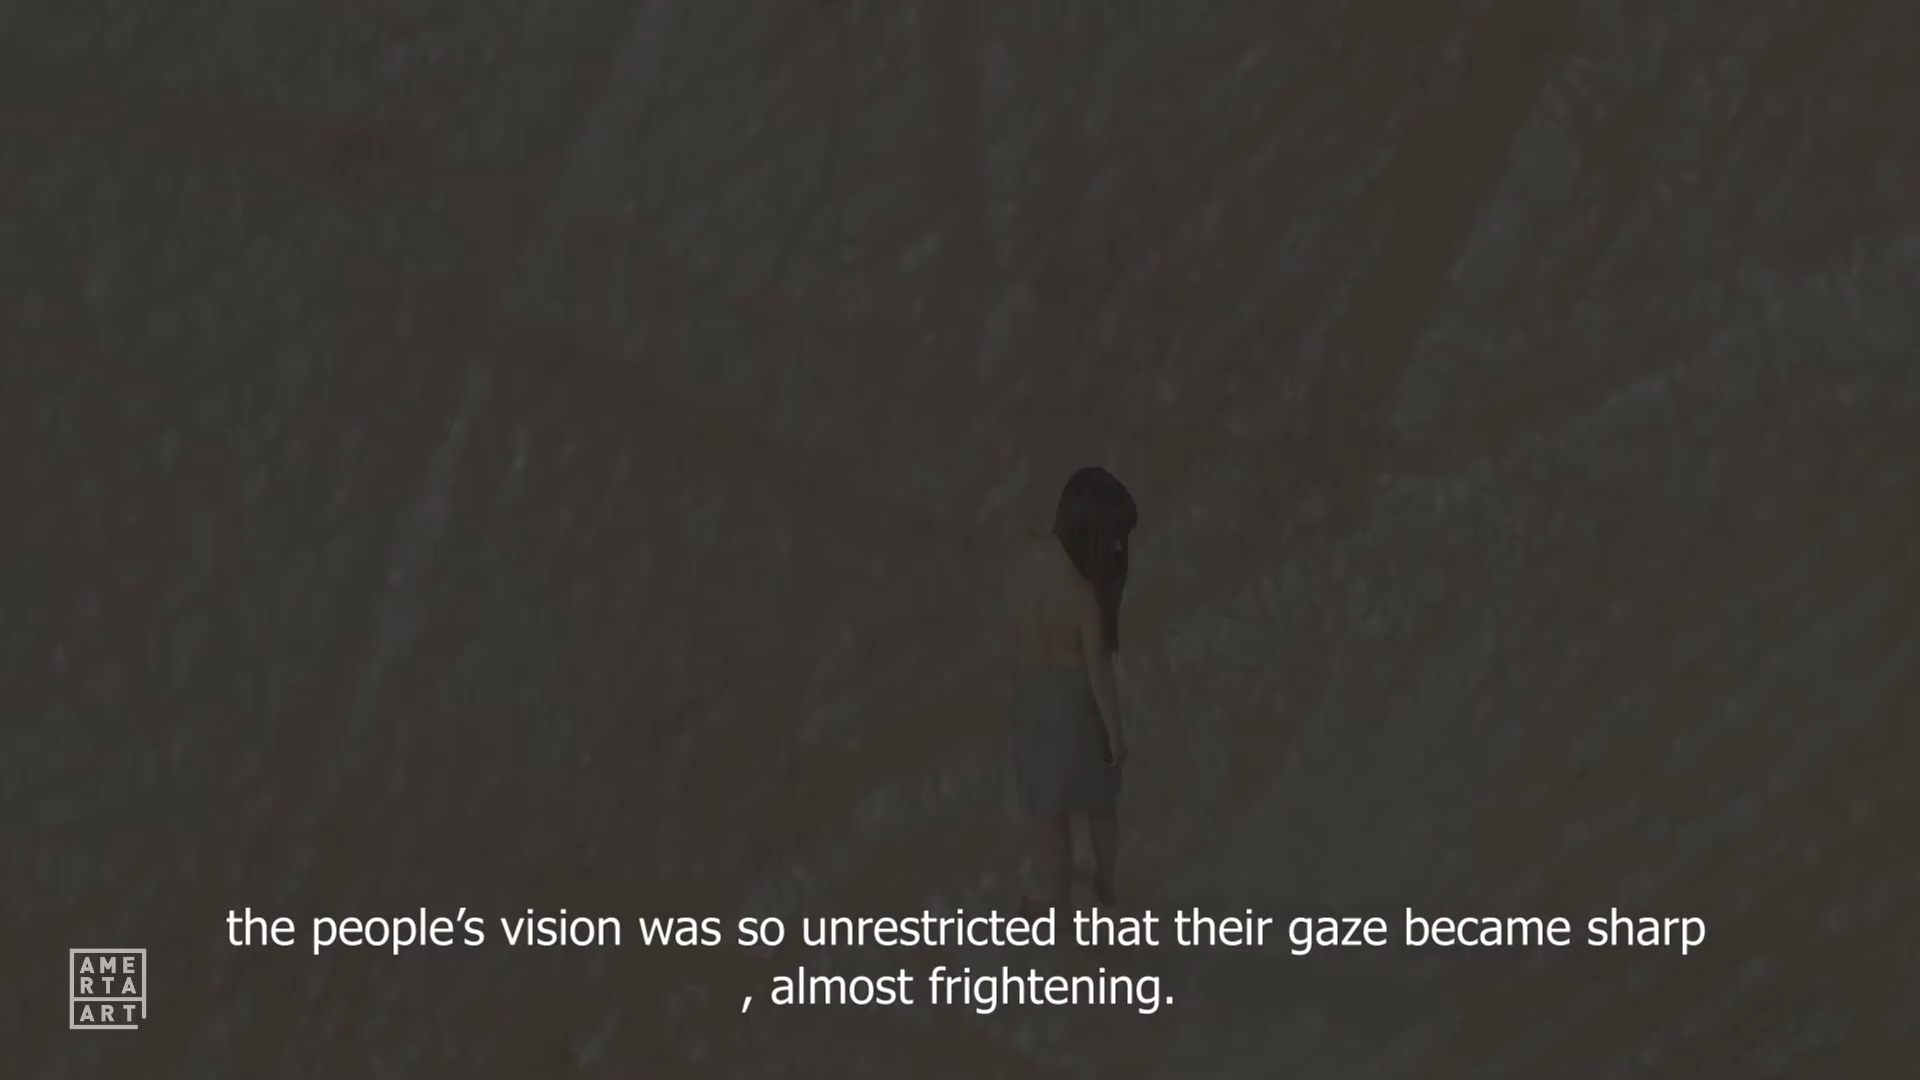 the people’s vision was so unrestricted that their gaze became sharp
, almost frightening.
AME
RTA
ART